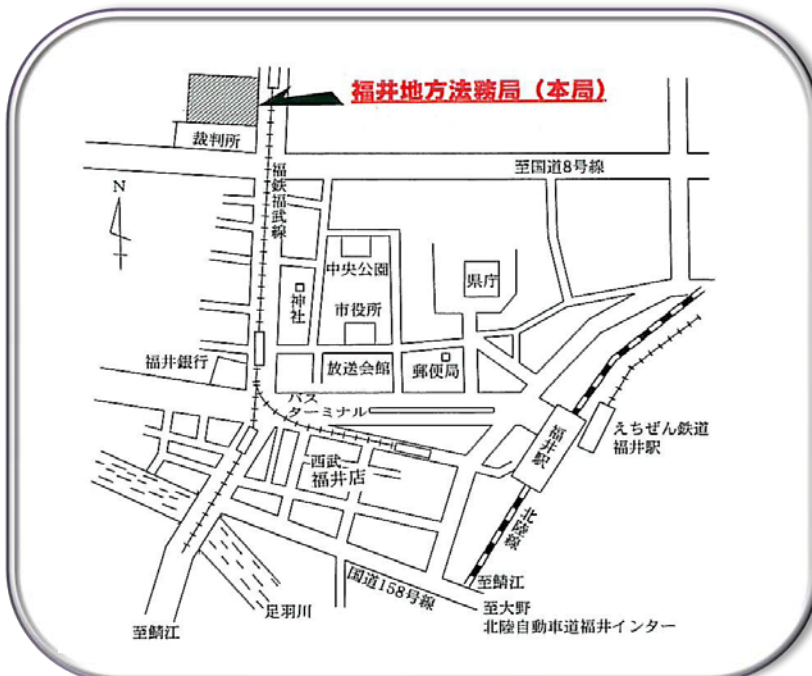 福井地方法務局（本局）
裁判所
至国道8号線
福鉄福武線
N
中央公園
県庁
神社
市役所
福井銀行
放送会館
郵便局
バス
ターミナル
えちぜん鉄道
福井駅
福井駅
西武
福井店
北陸線
国道158号線
至鯖江
足羽川
至大野
至鯖江
北陸自動車道福井インター